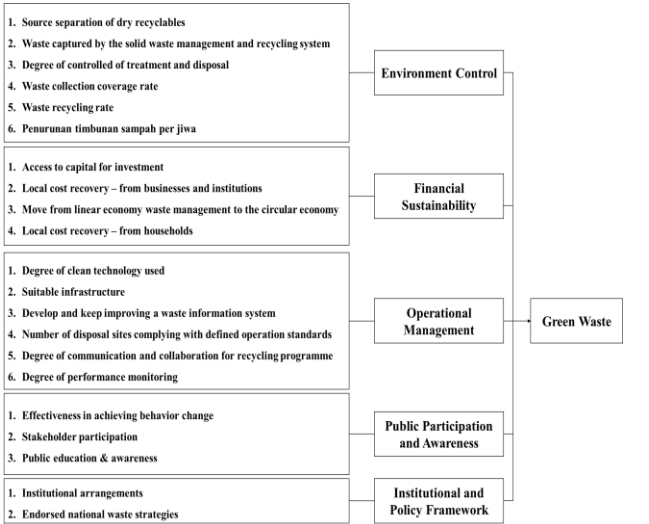 1. Source separation of dry recyclables
2. Waste captured by the solid waste management and recycling system
3. Degree of controlled of treatment and disposal
4. Waste collection coverage rate
5. Waste recycling rate
6. Penurunan timbunan sampah per jiwa
Environment Control
1. Access to capital for investment
2. Local cost recovery – from businesses and institutions
3. Move from linear economy waste management to the circular economy
4. Local cost recovery – from households
Financial
Sustainability
1. Degree of clean technology used
2. Suitable infrastructure
3. Develop and keep improving a waste information system
4. Number of disposal sites complying with defined operation standards
5. Degree of communication and collaboration for recycling programme
6. Degree of performance monitoring
Operational
Management
Green Waste
1. Effectiveness in achieving behavior change
2. Stakeholder participation
3. Public education & awareness
Public Participation
and Awareness
1. Institutional arrangements
2. Endorsed national waste strategies
Institutional and
Policy Framework